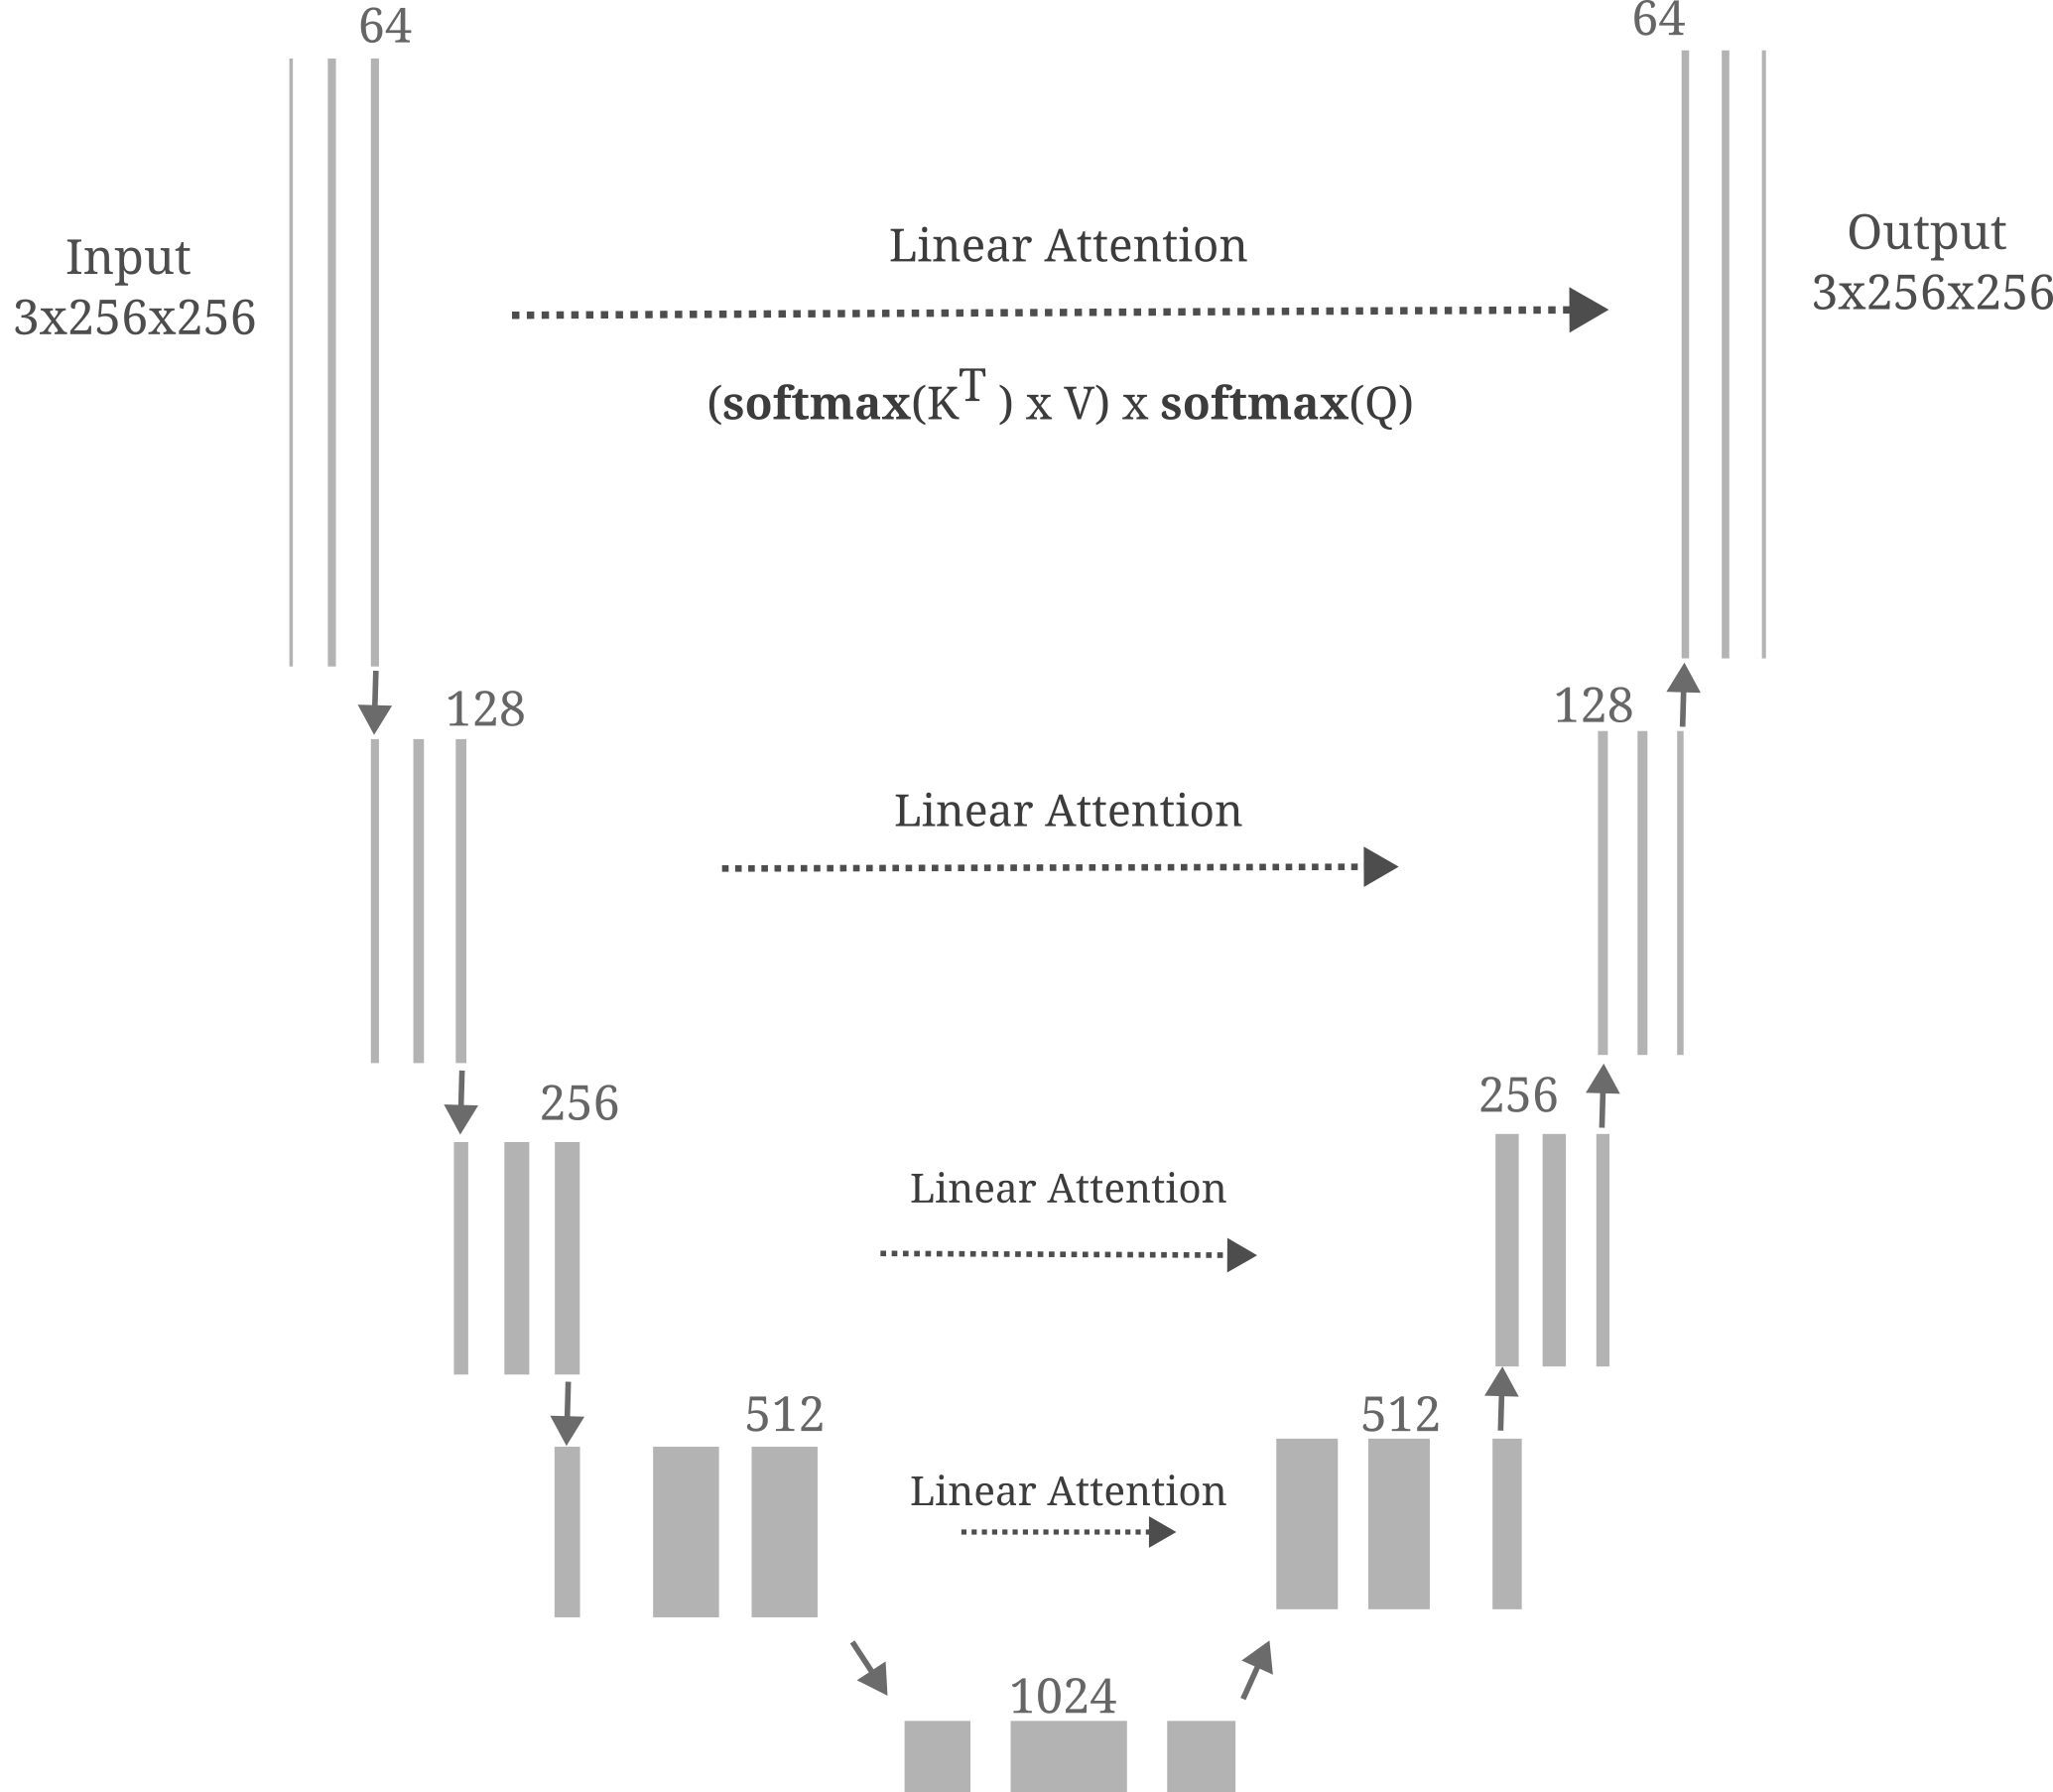 64
64
Input
3x256x256
Linear Attention
Output
3x256x256
(softmax(K^T ) x V) x softmax(Q)
128
128
Linear Attention
256
256
Linear Attention
512
512
Linear Attention
1024